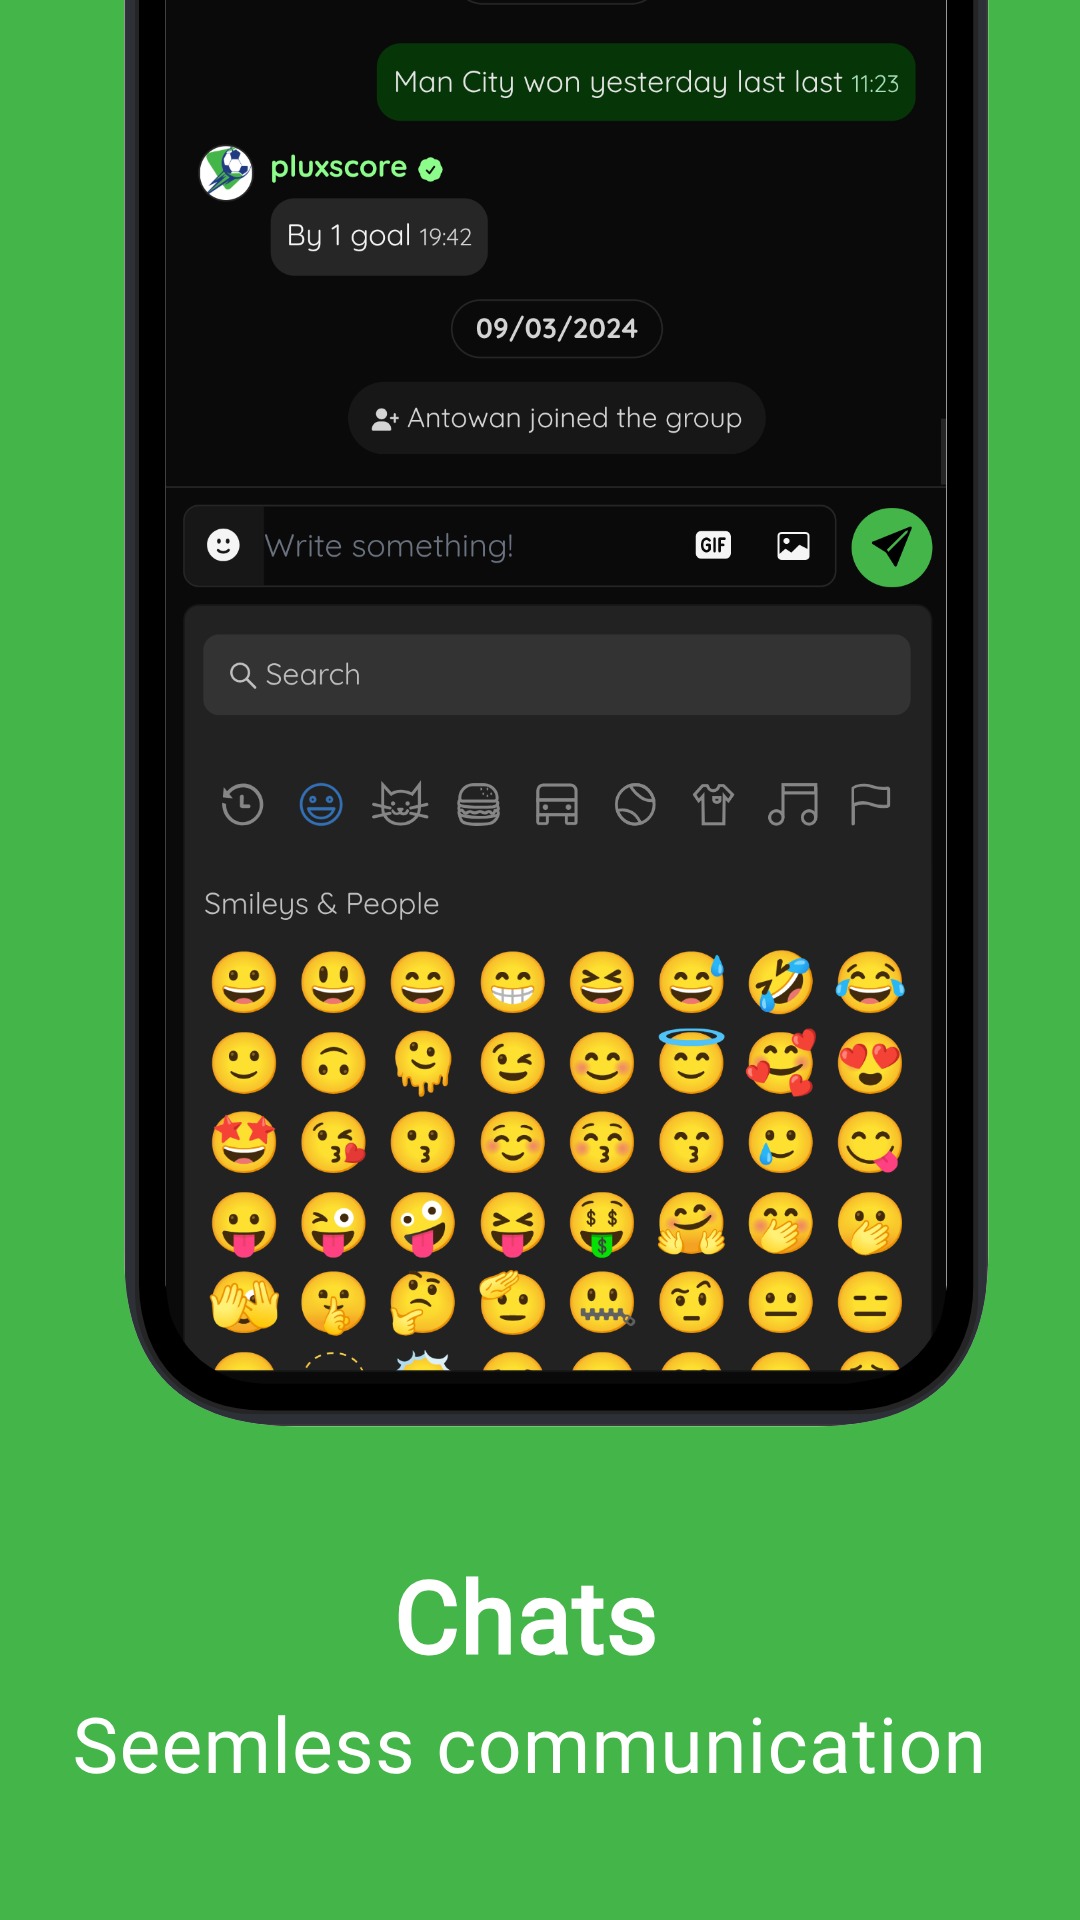 Man City won yesterday last last 11:23
pluxscore
By 1 goal 19:42
09/03/2024
Antowan joined the group
Write something!
GIF
Search
Smileys & People
Chats
Seemless communication